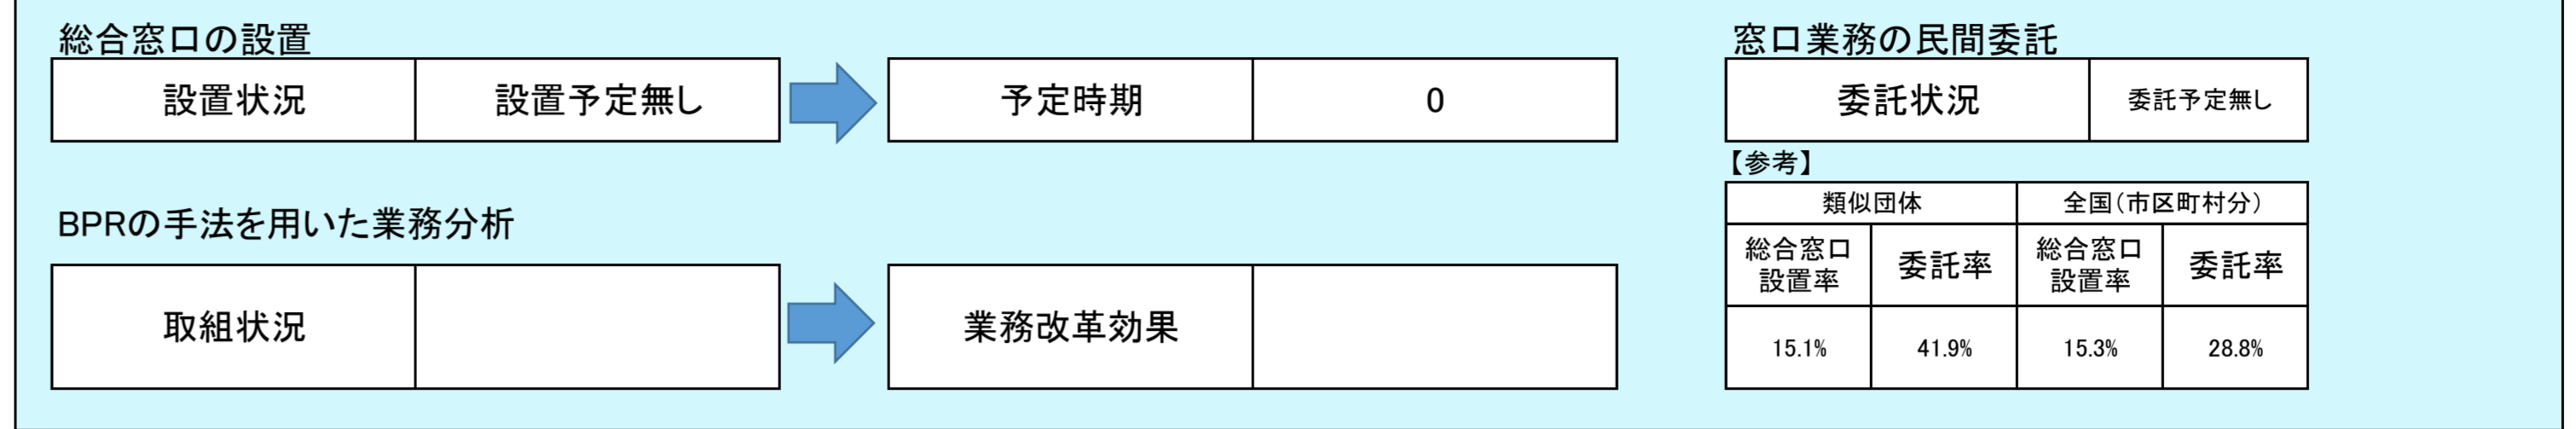 総合窓口の設置
設置状況 設置予定無し 予定時期 0
BPRの手法を用いた業務分析
取組状況 業務改革効果
窓口業務の民間委託
委託状況 委託予定無し
【参考】
類似団体 全国(市区町村分)
総合窓口
設置率
委託率
総合窓口
設置率
委託率
15.1% 41.9% 15.3% 28.8%